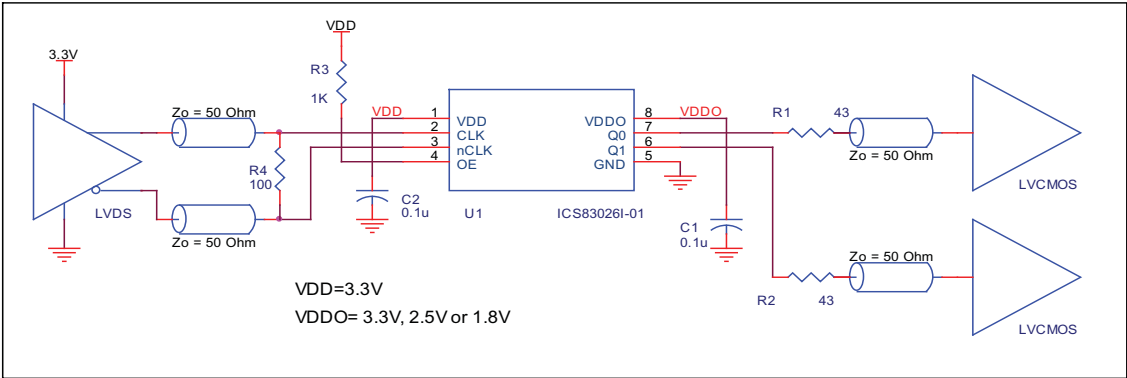 VDD
3.3V
R3
1K
Zo = 50 Ohm
R4
100
LVDS
Zo = 50 Ohm
VDD
1
2
3
4
VDD
CLK
nCLK
OE
VDDO
Q0
Q1
GND
8
7
6
5
VDDO
C2
0.1u
U1
ICS83026I-01
C1
0.1u
R1
43
Zo = 50 Ohm
LVCMOS
R2
43
Zo = 50 Ohm
LVCMOS
VDD=3.3V
VDDO= 3.3V, 2.5V or 1.8V